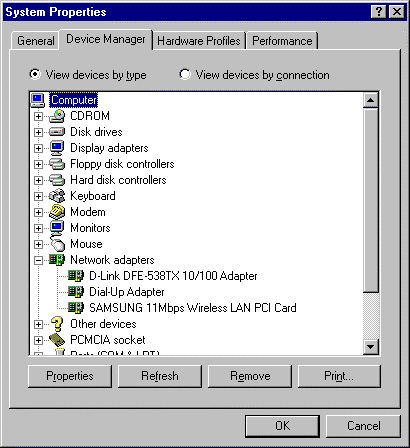 System Properties
General Device Manager Hardware Profiles Performance
View devices by type View devices by connection
Computer
CDROM
Disk drives
Display adapters
Floppy disk controllers
Hard disk controllers
Keyboard
Modem
Monitors
Mouse
Network adapters
D-Link DFE-538TX 10/100 Adapter
Dial-Up Adapter
SAMSUNG 11Mbps Wireless LAN PCI Card
Other devices
PCMCIA socket
Ports (COM & LPT)
Properties Refresh Remove Print...
OK Cancel